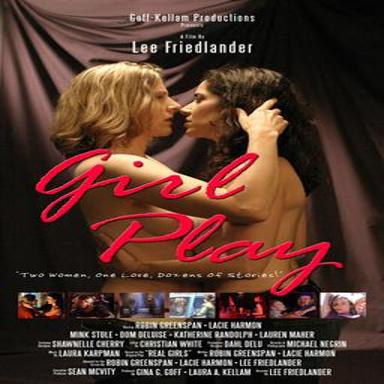 Goff-Kellam Productions
Presents
A Film By
Lee Friedlander
Girl
Play
"Two Women, One Love, Dozens of Stories!"
ROBIN GREENSPAN - LACIE HARMON
MINK STOLE - DOM DELUISE - KATHERINE RANDOLPH - LAUREN MAHER
SHAWNELLE CHERRY CHRISTIAN WHITE DAHL DELU MICHAEL NEGRIN
LAURA KARPMAN "REAL GIRLS" ROBIN GREENSPAN - LACIE HARMON
ROBIN GREENSPAN - LACIE HARMON - LEE FRIEDLANDER
SEAN MCVITY GINA G. GOFF - LAURA A. KELLAM LEE FRIEDLANDER